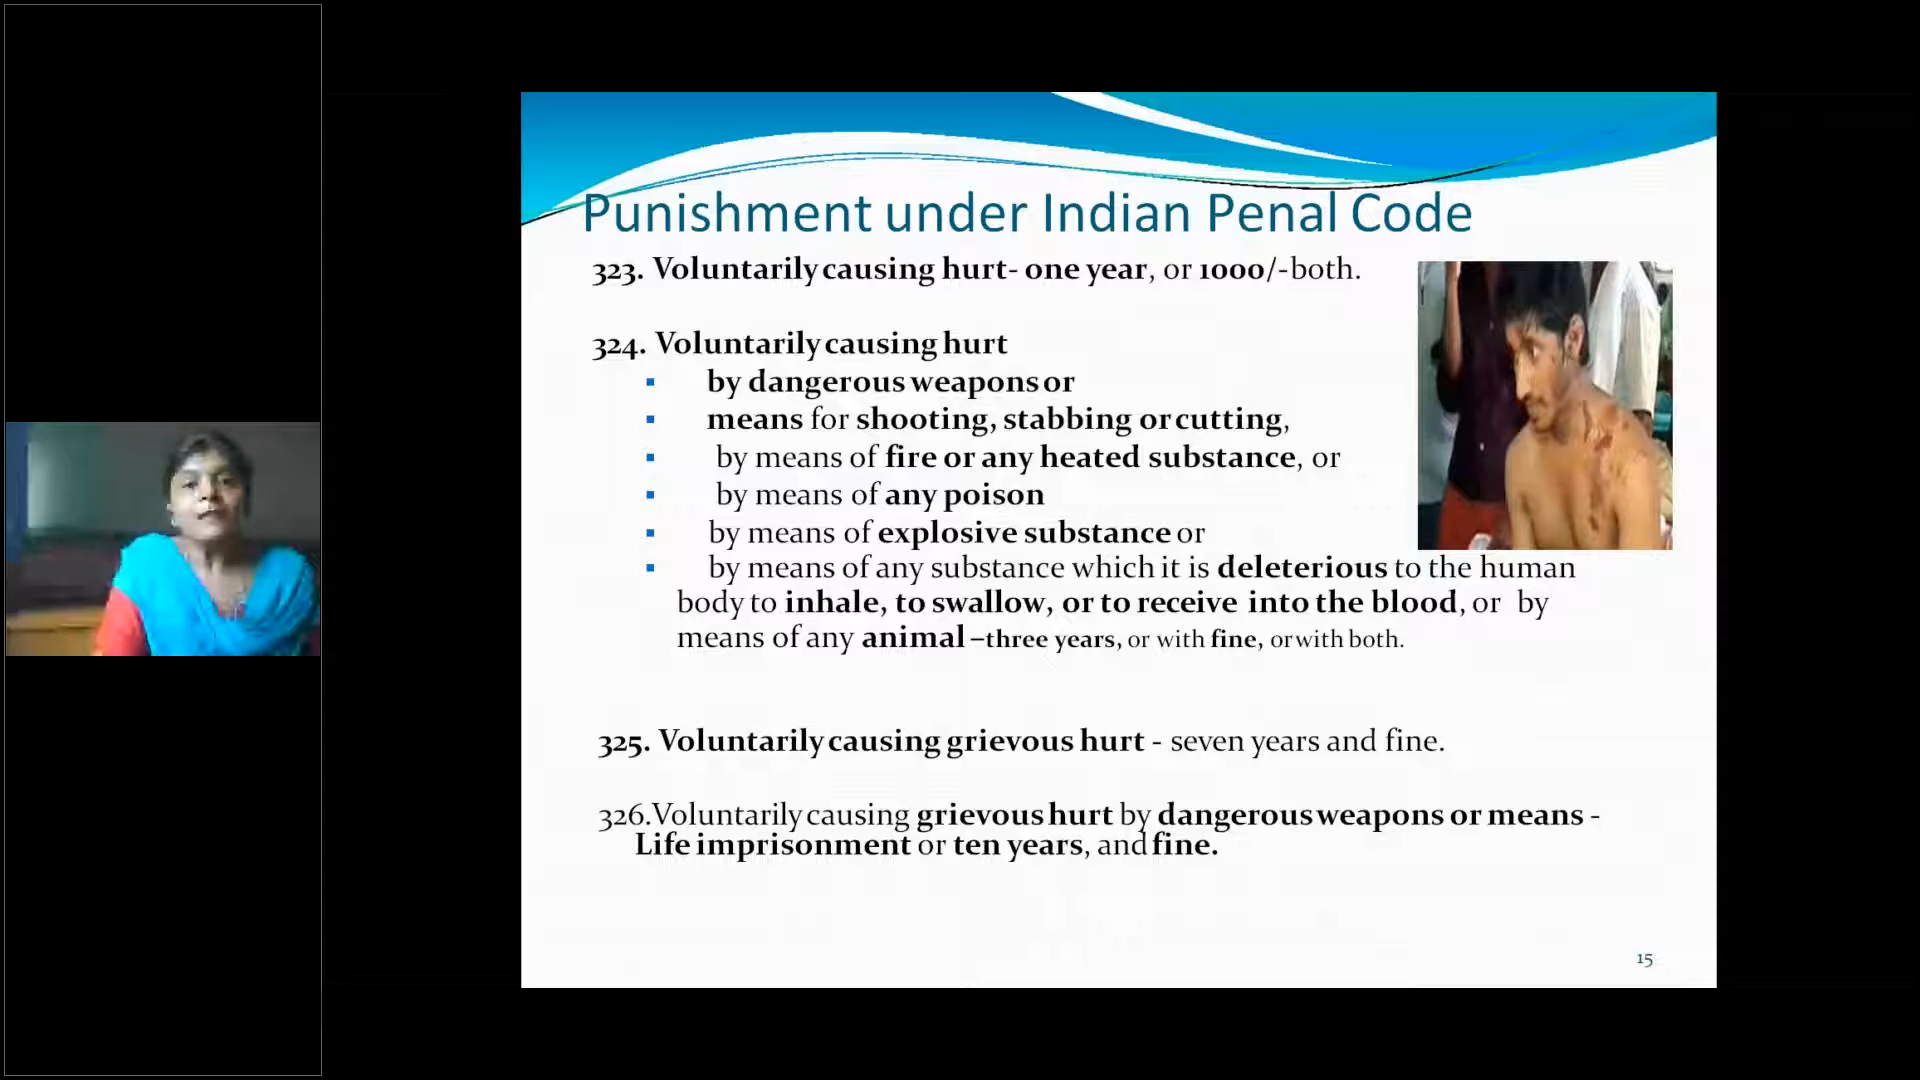 Punishment under Indian Penal Code
323. Voluntarily causing hurt- one year, or 1000/-both.
324. Voluntarily causing hurt
▪ by dangerous weapons or
▪ means for shooting, stabbing or cutting,
▪ by means of fire or any heated substance, or
▪ by means of any poison
▪ by means of explosive substance or
▪ by means of any substance which it is deleterious to the human
body to inhale, to swallow, or to receive into the blood, or by
means of any animal –three years, or with fine, or with both.
325. Voluntarily causing grievous hurt - seven years and fine.
326.Voluntarily causing grievous hurt by dangerous weapons or means -
Life imprisonment or ten years, and fine.
15